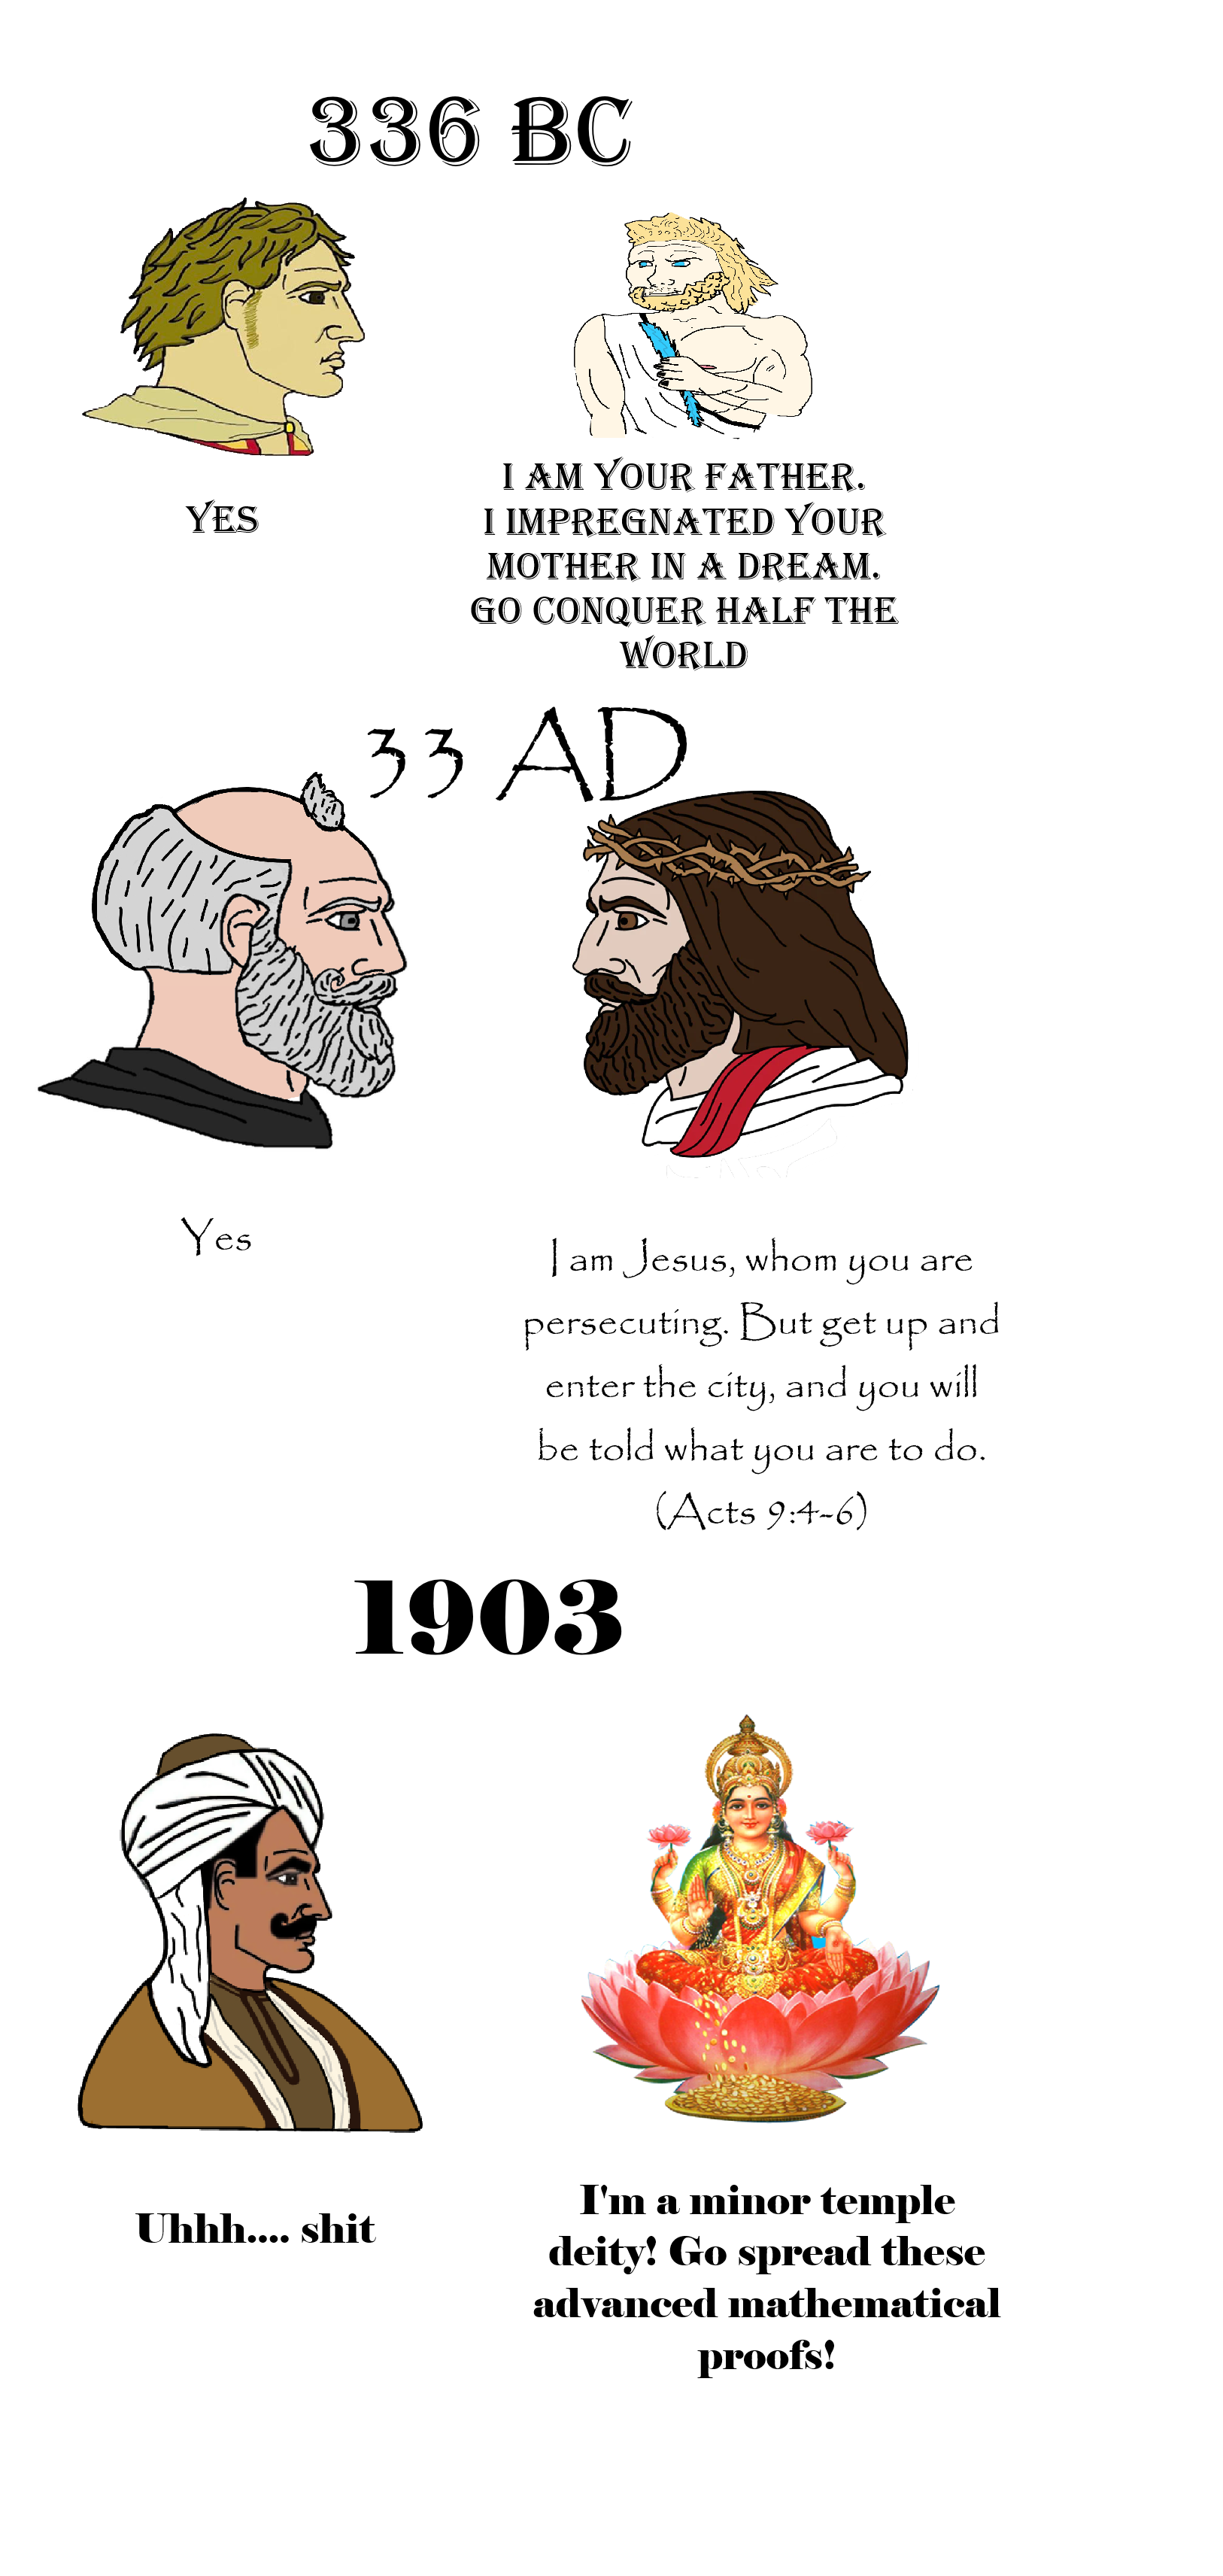 336 BC
YES
I AM YOUR FATHER.
I IMPREGNATED YOUR
MOTHER IN A DREAM.
GO CONQUER HALF THE
WORLD
33 AD
Yes
I am Jesus, whom you are
persecuting. But get up and
enter the city, and you will
be told what you are to do.
(Acts 9:4-6)
1903
Uhhh.... shit
I'm a minor temple
deity! Go spread these
advanced mathematical
proofs!